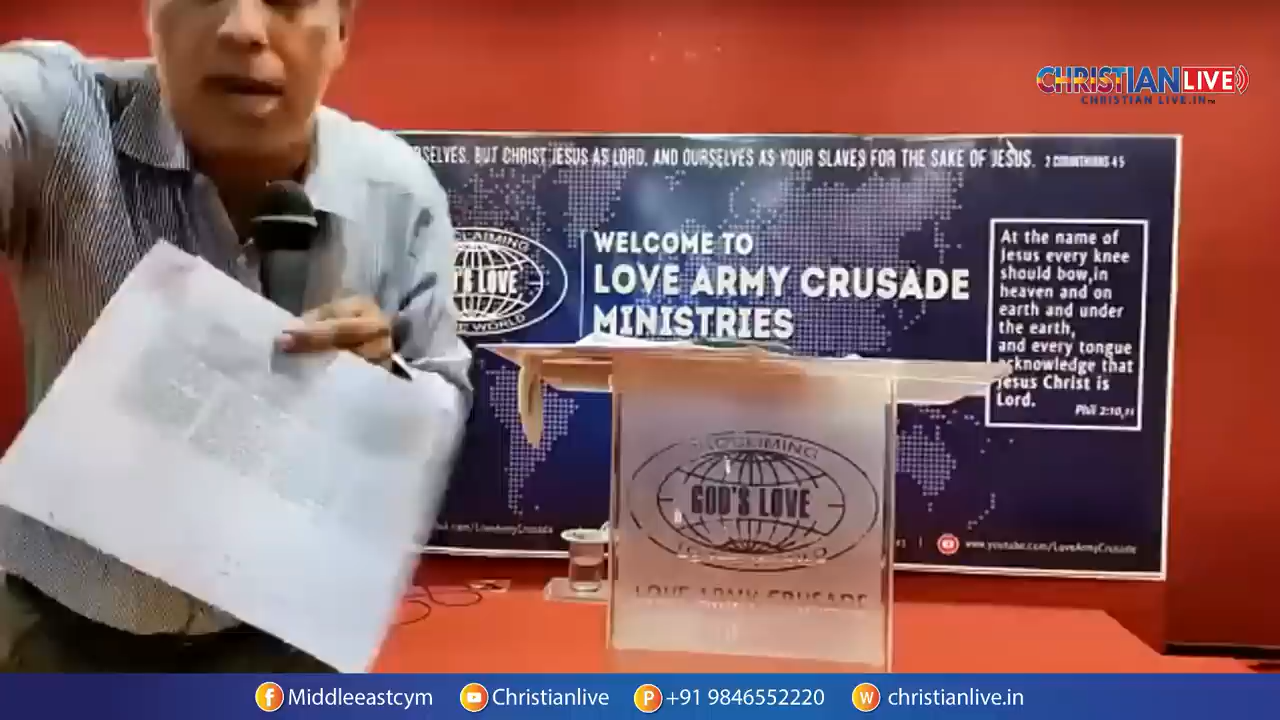 CHRISTIAN LIVE
CHRISTIAN LIVE.IN
BUT CHRIST JESUS AS LORD, AND OURSELVES AS YOUR SLAVES FOR THE SAKE OF JESUS. 2 CORINTHIANS 4:5
WELCOME TO
LOVE ARMY CRUSADE
MINISTRIES
At the name of
Jesus every knee
should bow,in
heaven and on
earth and under
the earth,
and every tongue
acknowledge that
Jesus Christ is
Lord.
Phil 2:10,11
LOVE
WORLD
GOD'S LOVE
LOVE ARMY CRUSADE
www.youtube.com/LoveArmyCrusade
Middleeastcym
Christianlive
+91 9846552220
christianlive.in